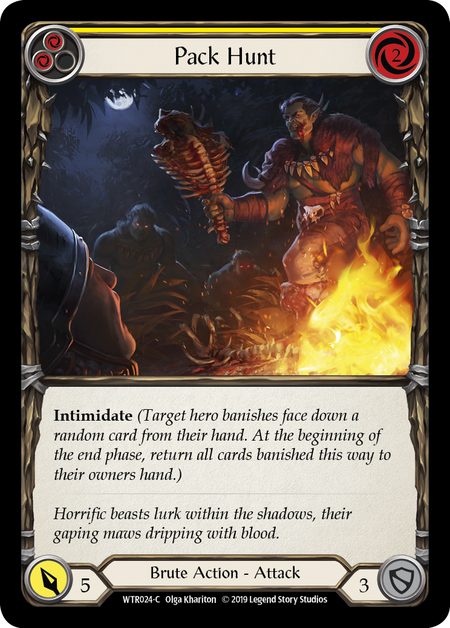 Pack Hunt
2
Intimidate (Target hero banishes face down a
random card from their hand. At the beginning of
the end phase, return all cards banished this way to
their owners hand.)
Horrific beasts lurk within the shadows, their
gaping maws dripping with blood.
5
Brute Action - Attack
3
WTR024-C Olga Khariton © 2019 Legend Story Studios